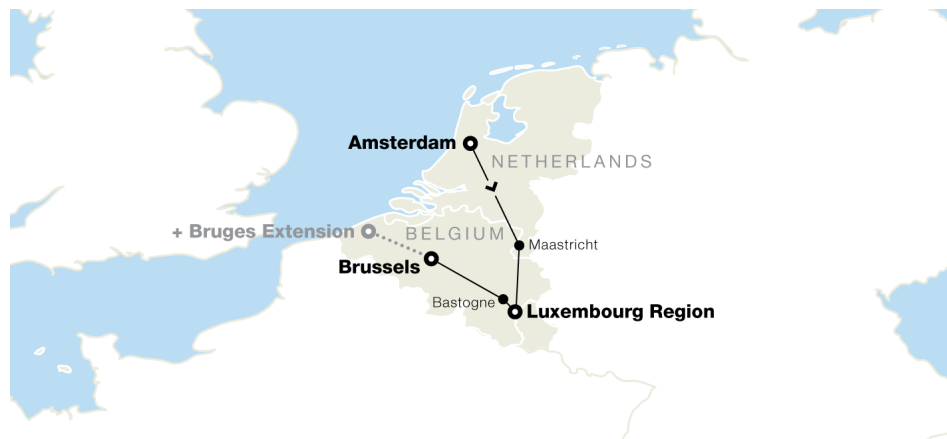 Amsterdam
NETHERLANDS
+ Bruges Extension
BELGIUM
Maastricht
Brussels
Bastogne
Luxembourg Region